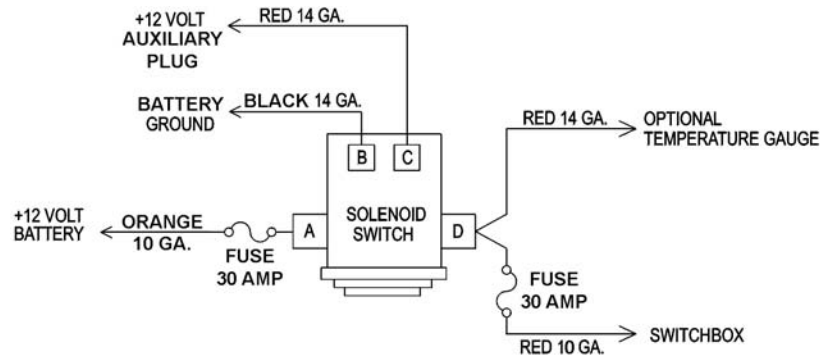 +12 VOLT
AUXILIARY
PLUG
RED 14 GA.
BATTERY
GROUND
BLACK 14 GA.
B
C
RED 14 GA.
OPTIONAL
TEMPERATURE GAUGE
+12 VOLT
BATTERY
ORANGE
10 GA.
FUSE
30 AMP
A
SOLENOID
SWITCH
D
FUSE
30 AMP
RED 10 GA.
SWITCHBOX